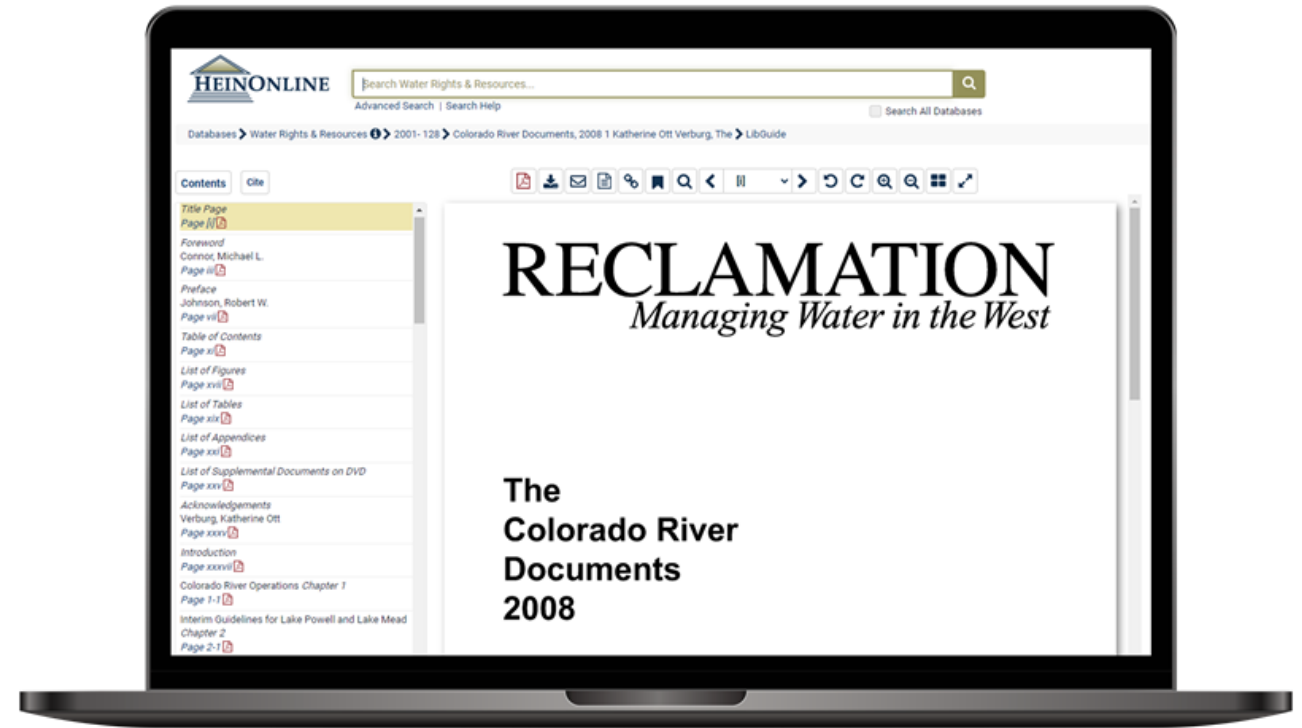 HEINONLINE
Search Water Rights & Resources...
Advanced Search | Search Help
Search All Databases
Databases > Water Rights & Resources > 2001- 128 > Colorado River Documents, 2008 1 Katherine Ott Verburg, The > LibGuide
Contents Cite
[i]
Title Page
Page [i]
Foreword
Connor, Michael L.
Page iii
Preface
Johnson, Robert W.
Page vii
Table of Contents
Page xi
List of Figures
Page xvii
List of Tables
Page xix
List of Appendices
Page xxi
List of Supplemental Documents on DVD
Page xxv
Acknowledgements
Verburg, Katherine Ott
Page xxxv
Introduction
Page xxxvii
Colorado River Operations Chapter 1
Page 1-1
Interim Guidelines for Lake Powell and Lake Mead
Chapter 2
Page 2-1
RECLAMATION
Managing Water in the West
The
Colorado River
Documents
2008